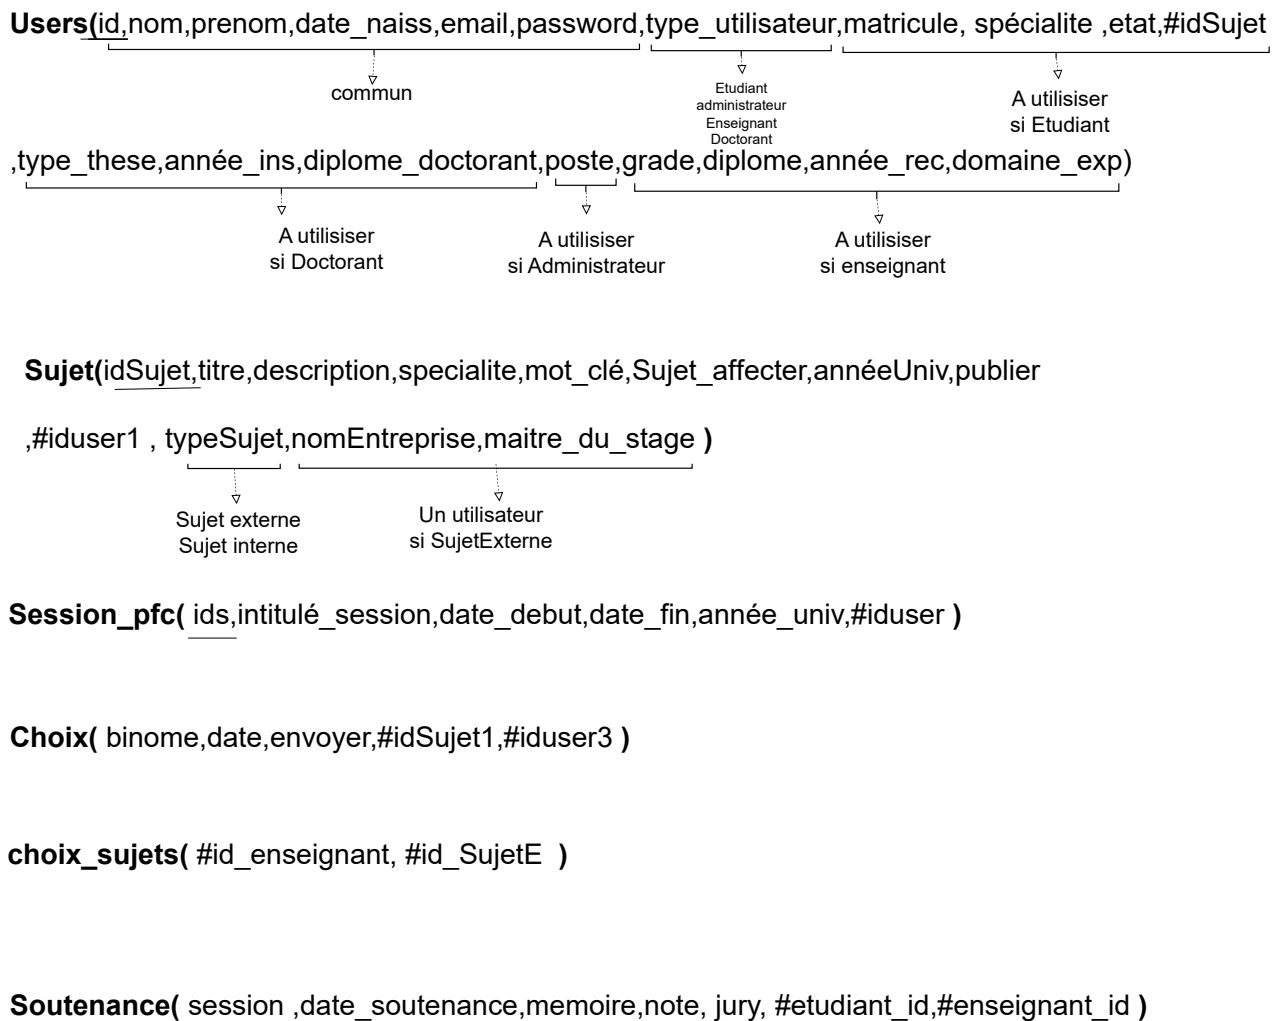 Users(id,nom,prenom,date_naiss,email,password,type_utilisateur,matricule, spécialite ,etat,#idSujet
commun
Etudiant
administrateur
Enseignant
Doctorant
A utilisiser
si Etudiant
,type_these,année_ins,diplome_doctorant,poste,grade,diplome,année_rec,domaine_exp)
A utilisiser
si Doctorant
A utilisiser
si Administrateur
A utilisiser
si enseignant
Sujet(idSujet,titre,description,specialite,mot_clé,Sujet_affecter,annéeUniv,publier
,#iduser1 , typeSujet,nomEntreprise,maitre_du_stage )
Sujet externe
Sujet interne
Un utilisateur
si SujetExterne
Session_pfc( ids,intitulé_session,date_debut,date_fin,année_univ,#iduser )
Choix( binome,date,envoyer,#idSujet1,#iduser3 )
choix_sujets( #id_enseignant, #id_SujetE )
Soutenance( session ,date_soutenance,memoire,note, jury, #etudiant_id,#enseignant_id )